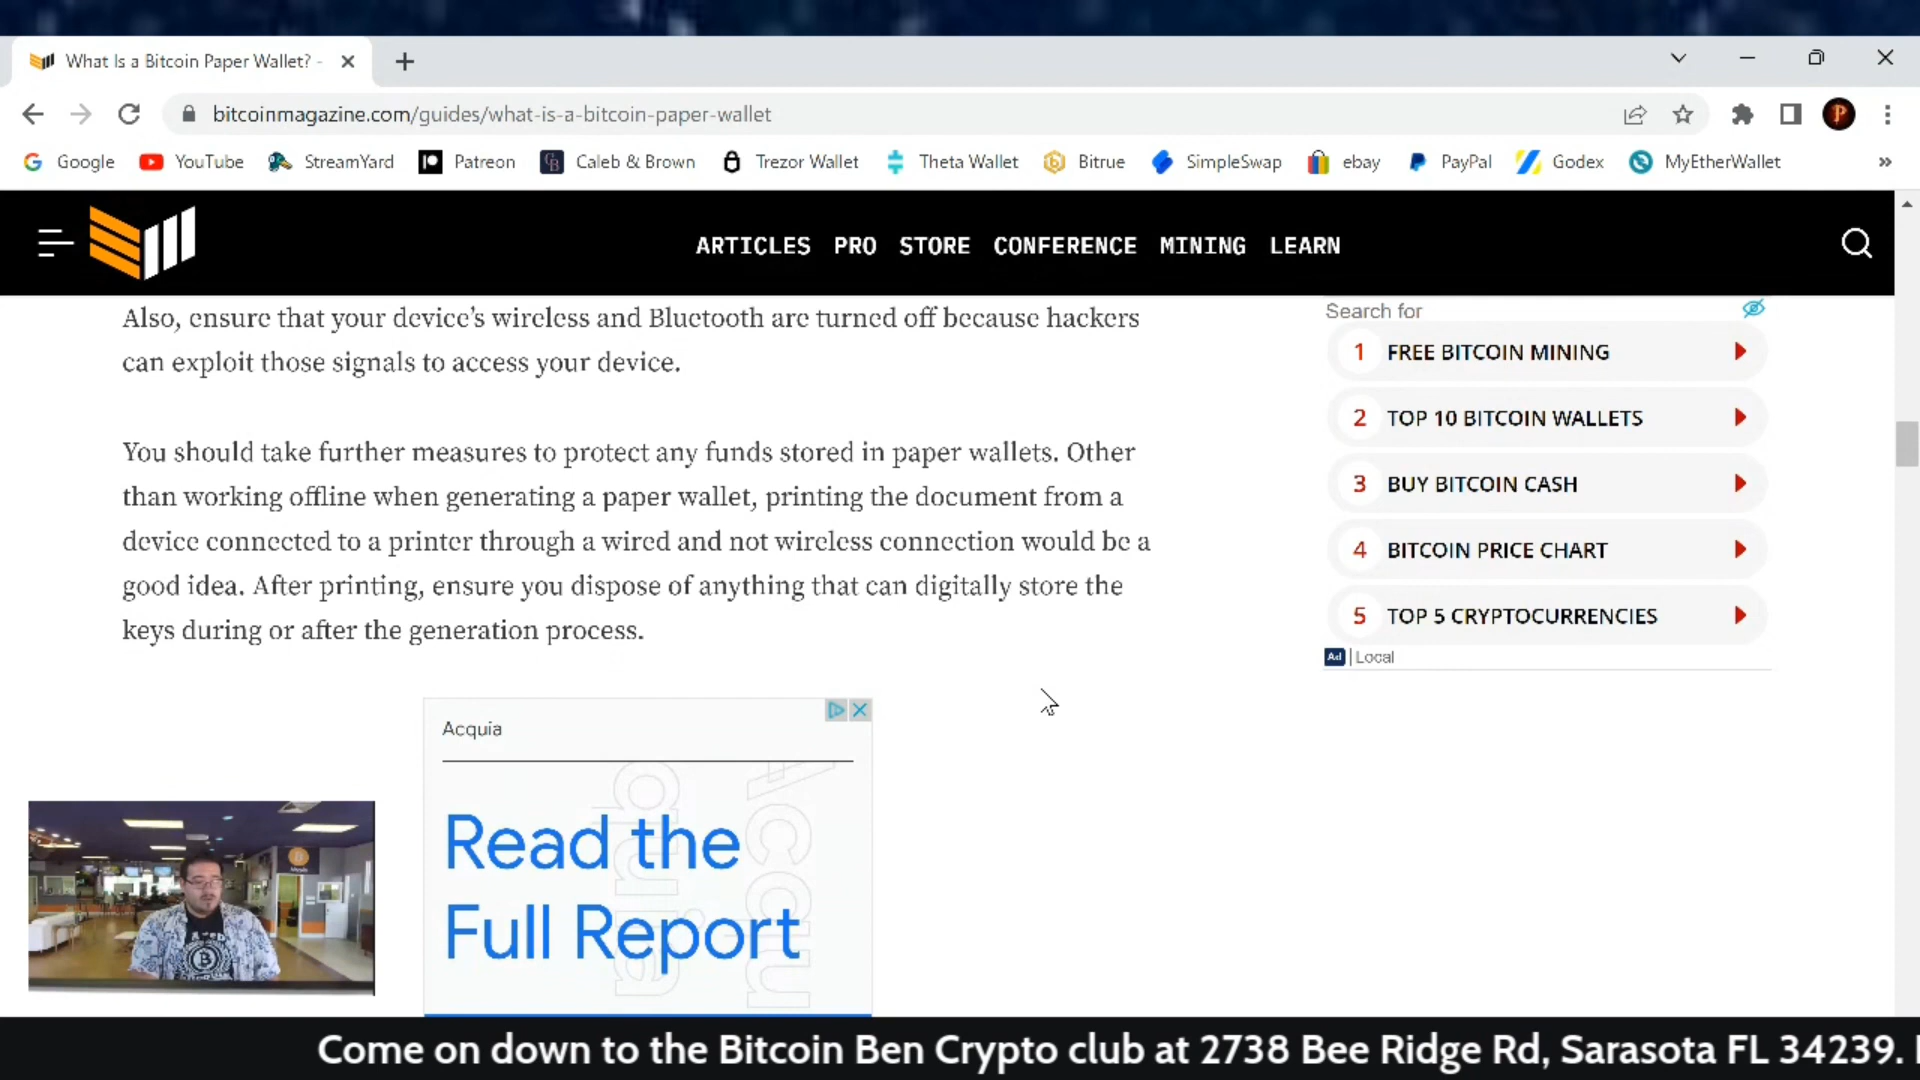 What Is a Bitcoin Paper Wallet? -
bitcoinmagazine.com/guides/what-is-a-bitcoin-paper-wallet
Google YouTube StreamYard Patreon Caleb & Brown Trezor Wallet Theta Wallet Bitrue SimpleSwap ebay PayPal Godex MyEtherWallet »
ARTICLES PRO STORE CONFERENCE MINING LEARN
Also, ensure that your device’s wireless and Bluetooth are turned off because hackers
can exploit those signals to access your device.
You should take further measures to protect any funds stored in paper wallets. Other
than working offline when generating a paper wallet, printing the document from a
device connected to a printer through a wired and not wireless connection would be a
good idea. After printing, ensure you dispose of anything that can digitally store the
keys during or after the generation process.
Search for
1 FREE BITCOIN MINING
2 TOP 10 BITCOIN WALLETS
3 BUY BITCOIN CASH
4 BITCOIN PRICE CHART
5 TOP 5 CRYPTOCURRENCIES
Ad | Local
Acquia
Read the
Full Report
Come on down to the Bitcoin Ben Crypto club at 2738 Bee Ridge Rd, Sarasota FL 34239.